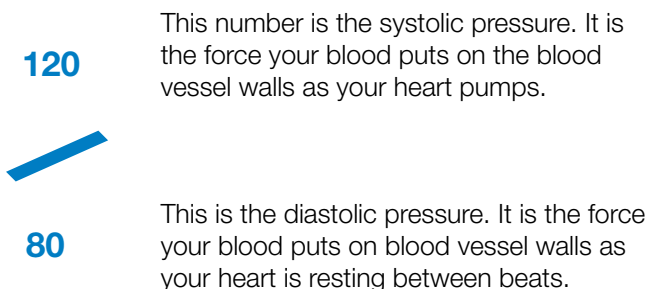 120
This number is the systolic pressure. It is
the force your blood puts on the blood
vessel walls as your heart pumps.
80
This is the diastolic pressure. It is the force
your blood puts on blood vessel walls as
your heart is resting between beats.